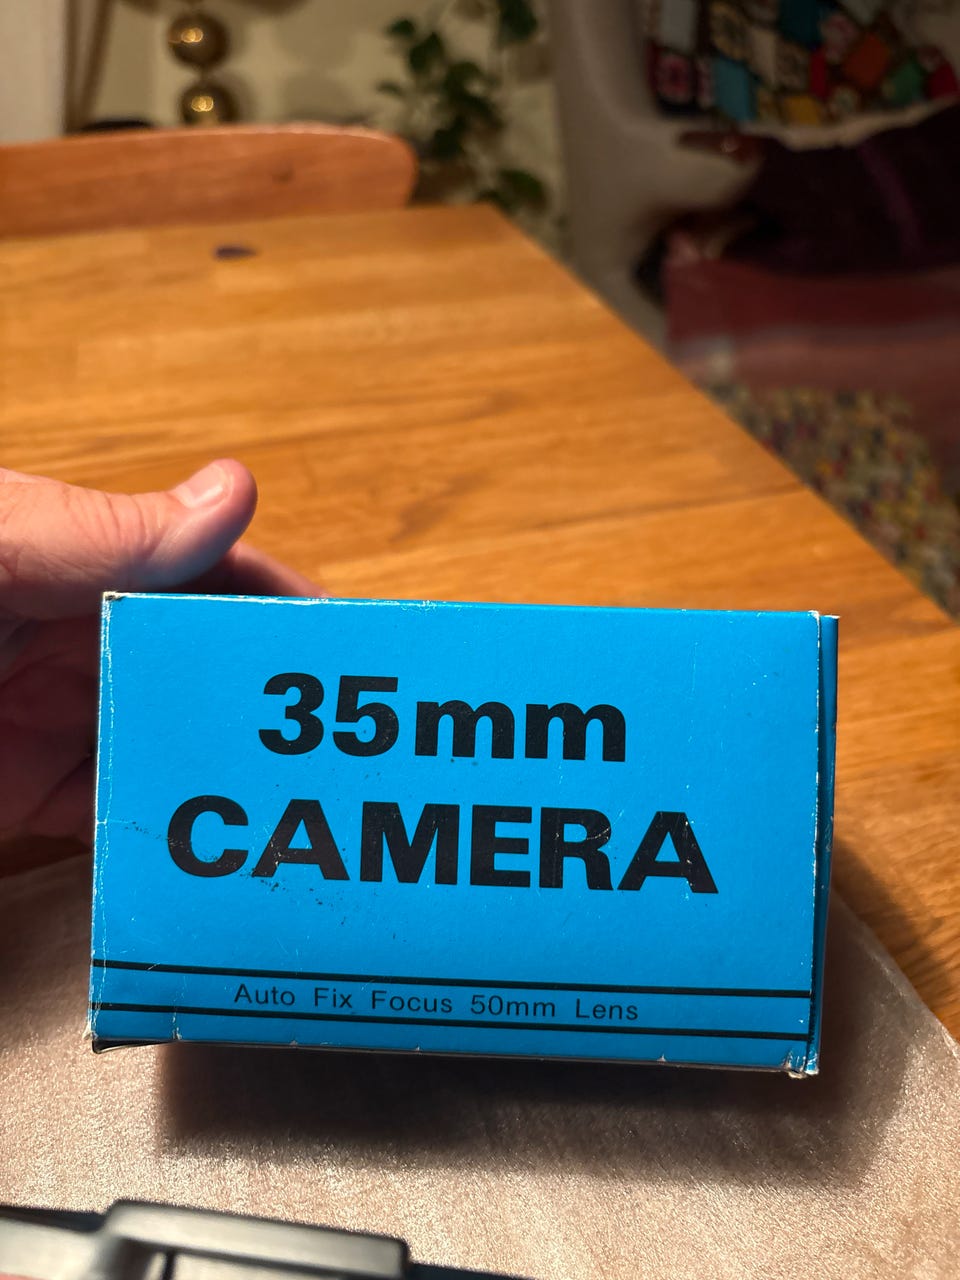 35mm
CAMERA
Auto Fix Focus 50mm Lens